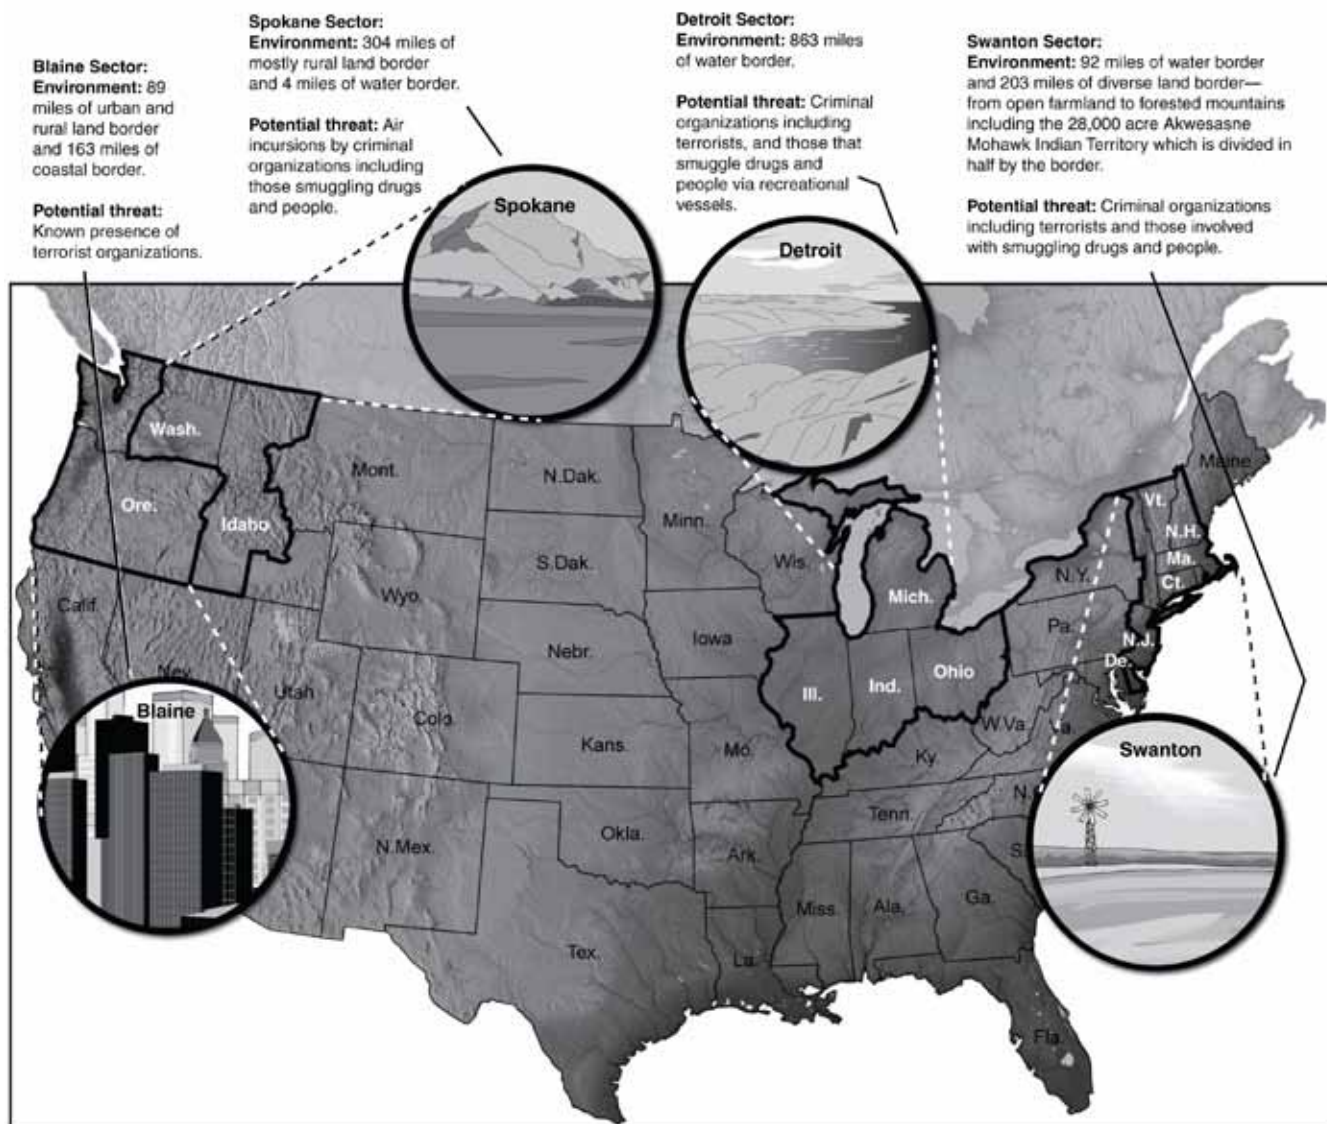 Blaine Sector:
Environment: 89
miles of urban and
rural land border
and 163 miles of
coastal border.
Potential threat:
Known presence of
terrorist organizations.
Spokane Sector:
Environment: 304 miles of
mostly rural land border
and 4 miles of water border.
Potential threat: Air
incursions by criminal
organizations including
those smuggling drugs
and people.
Detroit Sector:
Environment: 863 miles
of water border.
Potential threat: Criminal
organizations including
terrorists, and those that
smuggle drugs and
people via recreational
vessels.
Swanton Sector:
Environment: 92 miles of water border
and 203 miles of diverse land border—
from open farmland to forested mountains
including the 28,000 acre Akwesasne
Mohawk Indian Territory which is divided in
half by the border.
Potential threat: Criminal organizations
including terrorists and those involved
with smuggling drugs and people.
Spokane
Detroit
Wash.
Ore.
Idaho
Mont.
N.Dak.
S.Dak.
Minn.
Wis.
Mich.
Maine
Vt.
N.H.
Ma.
Ct.
N.Y.
Pa.
N.J.
De.
Calif.
Nev.
Wyo.
Nebr.
Iowa
Ill.
Ind.
Ohio
Utah
Colo.
Kans.
Mo.
W.Va.
Ky.
Blaine
Swanton
N.Mex.
Okla.
Ark.
Tenn.
N.
S.
Tex.
La.
Miss.
Ala.
Ga.
Fla.